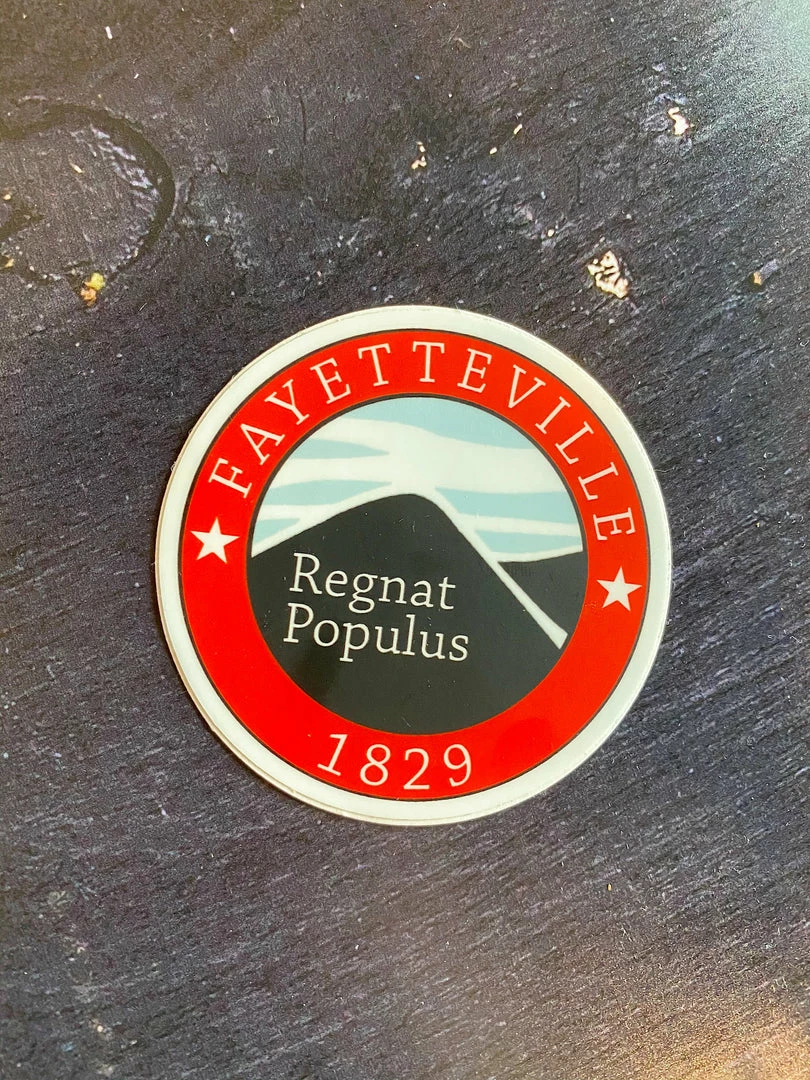 FAYETTEVILLE
Regnat
Populus
1829